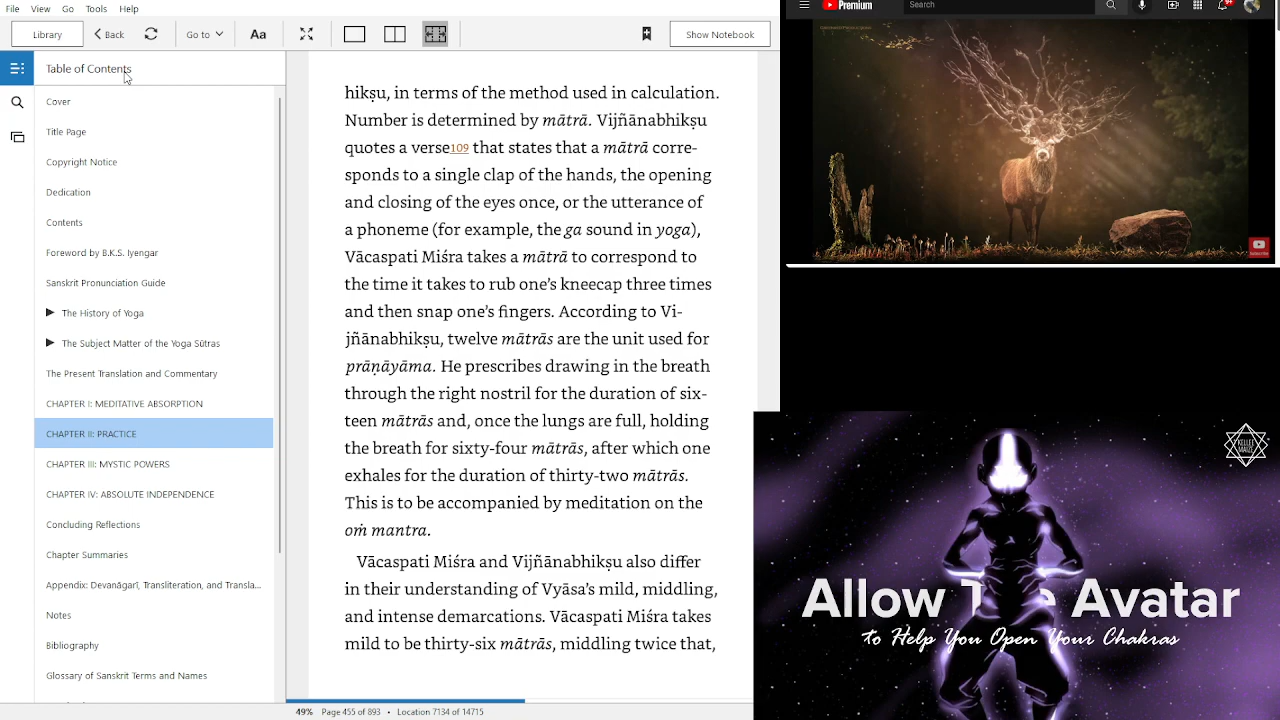 File
View
Go
Tools
Help
Library
Back
Go to
Aa
Show Notebook
Table of Contents
Cover
Title Page
Copyright Notice
Dedication
Contents
Foreword by B.K.S. Iyengar
Sanskrit Pronunciation Guide
The History of Yoga
The Subject Matter of the Yoga Sūtras
The Present Translation and Commentary
CHAPTER I: MEDITATIVE ABSORPTION
CHAPTER II: PRACTICE
CHAPTER III: MYSTIC POWERS
CHAPTER IV: ABSOLUTE INDEPENDENCE
Concluding Reflections
Chapter Summaries
Appendix: Devanāgarī, Transliteration, and Transla...
Notes
Bibliography
Glossary of Sanskrit Terms and Names
hikṣu, in terms of the method used in calculation.
Number is determined by mātrā. Vijñānabhikṣu
quotes a verse109 that states that a mātrā corre-
sponds to a single clap of the hands, the opening
and closing of the eyes once, or the utterance of
a phoneme (for example, the ga sound in yoga),
Vācaspati Miśra takes a mātrā to correspond to
the time it takes to rub one's kneecap three times
and then snap one's fingers. According to Vi-
jñānabhikṣu, twelve mātrās are the unit used for
prāṇāyāma. He prescribes drawing in the breath
through the right nostril for the duration of six-
teen mātrās and, once the lungs are full, holding
the breath for sixty-four mātrās, after which one
exhales for the duration of thirty-two mātrās.
This is to be accompanied by meditation on the
oṁ mantra.
Vācaspati Miśra and Vijñānabhikṣu also differ
in their understanding of Vyāsa's mild, middling,
and intense demarcations. Vācaspati Miśra takes
mild to be thirty-six mātrās, middling twice that,
49% Page 455 of 893 • Location 7134 of 14715
Premium
Search
9+
Subscribe
Allow T e Avatar
to Help You Open Your Chakras